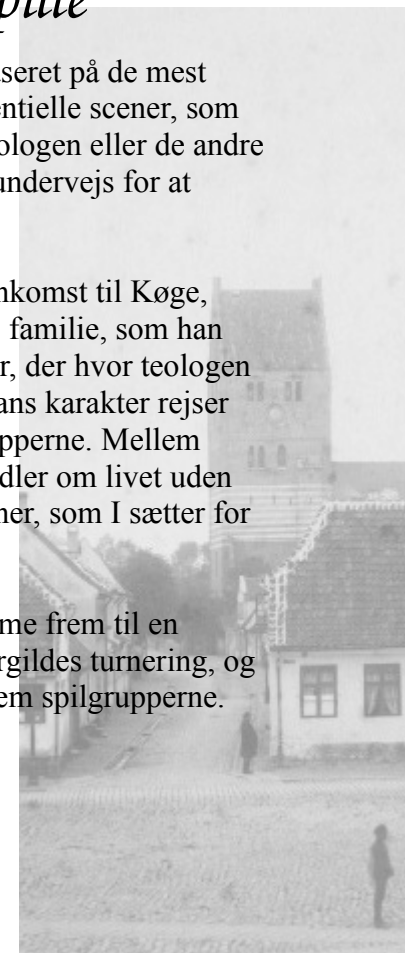 pille
seret på de mest
entielle scener, som
ologen eller de andre
undervejs for at
nkomst til Køge,
familie, som han
r, der hvor teologen
ans karakter rejser
pperne. Mellem
dler om livet uden
ner, som I sætter for
me frem til en
rgildes turnering, og
em spilgrupperne.